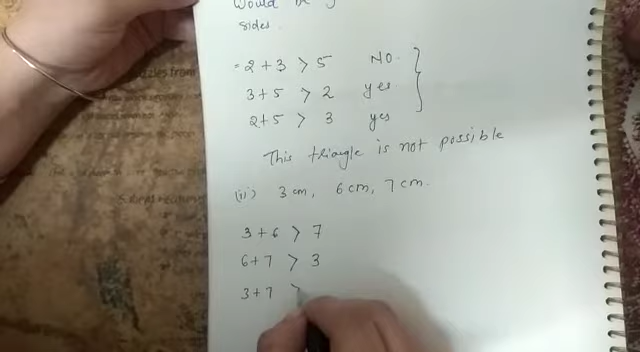 Would be
sides.
= 2 + 3 > 5 NO.
3 + 5 > 2 yes
2 + 5 > 3 yes
This triangle is not possible
(ii) 3 cm, 6 cm, 7 cm.
3 + 6 > 7
6 + 7 > 3
3 + 7 >